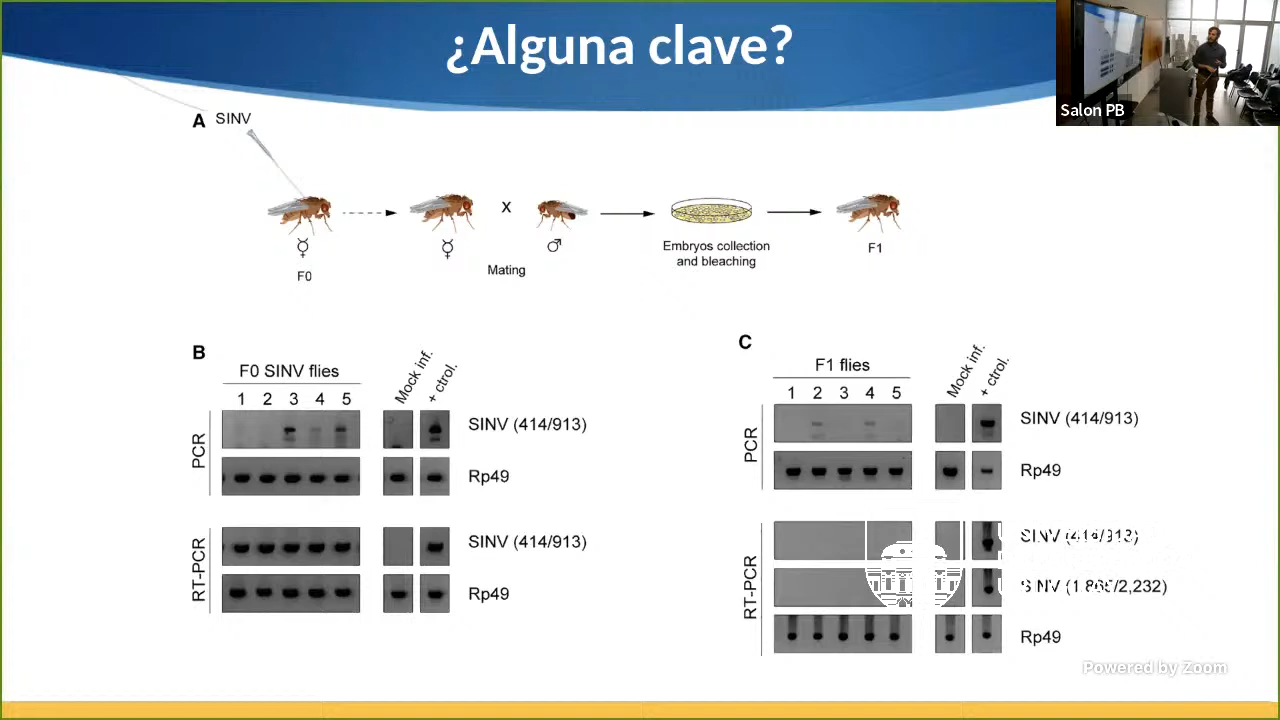 ¿Alguna clave?
Salon PB
A SINV
X
F0
Mating
Embryos collection
and bleaching
F1
B
F0 SINV flies
Mock inf.
+ ctrol.
1 2 3 4 5
PCR
SINV (414/913)
Rp49
RT-PCR
SINV (414/913)
Rp49
C
F1 flies
Mock inf.
+ ctrol.
1 2 3 4 5
PCR
SINV (414/913)
Rp49
RT-PCR
SINV (414/913)
SINV (1.865/2,232)
Rp49
Powered by Zoom